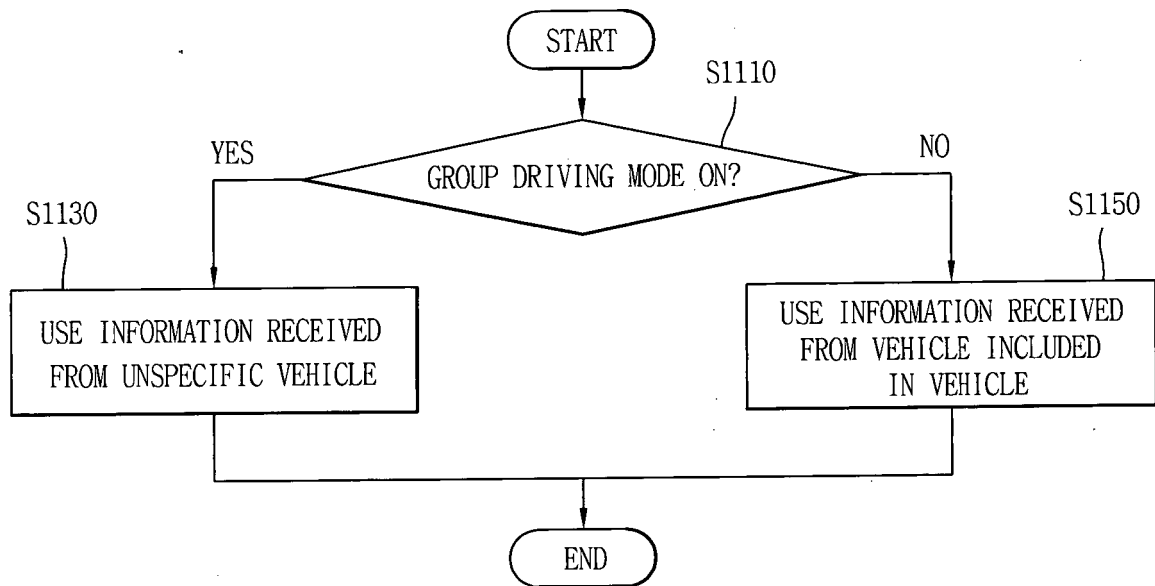 START
S1110
YES
GROUP DRIVING MODE ON?
NO
S1130
S1150
USE INFORMATION RECEIVED
FROM UNSPECIFIC VEHICLE
USE INFORMATION RECEIVED
FROM VEHICLE INCLUDED
IN VEHICLE
END